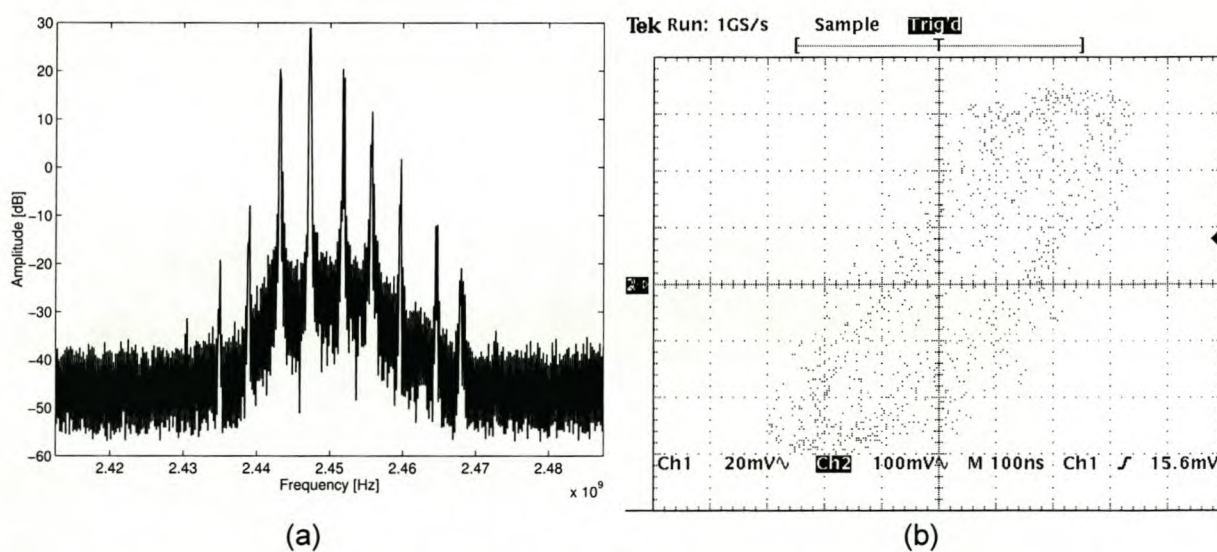 30
20
10
0
−10
−20
−30
−40
−50
−60
Amplitude [dB]
2.42 2.43 2.44 2.45 2.46 2.47 2.48
Frequency [Hz]
x 10⁹
(a)
Tek Run: 1GS/s Sample Trig'd
[ T ]
Ch1 20mV∿ Ch2 100mV∿ M 100ns Ch1 ∫ 15.6mV
(b)